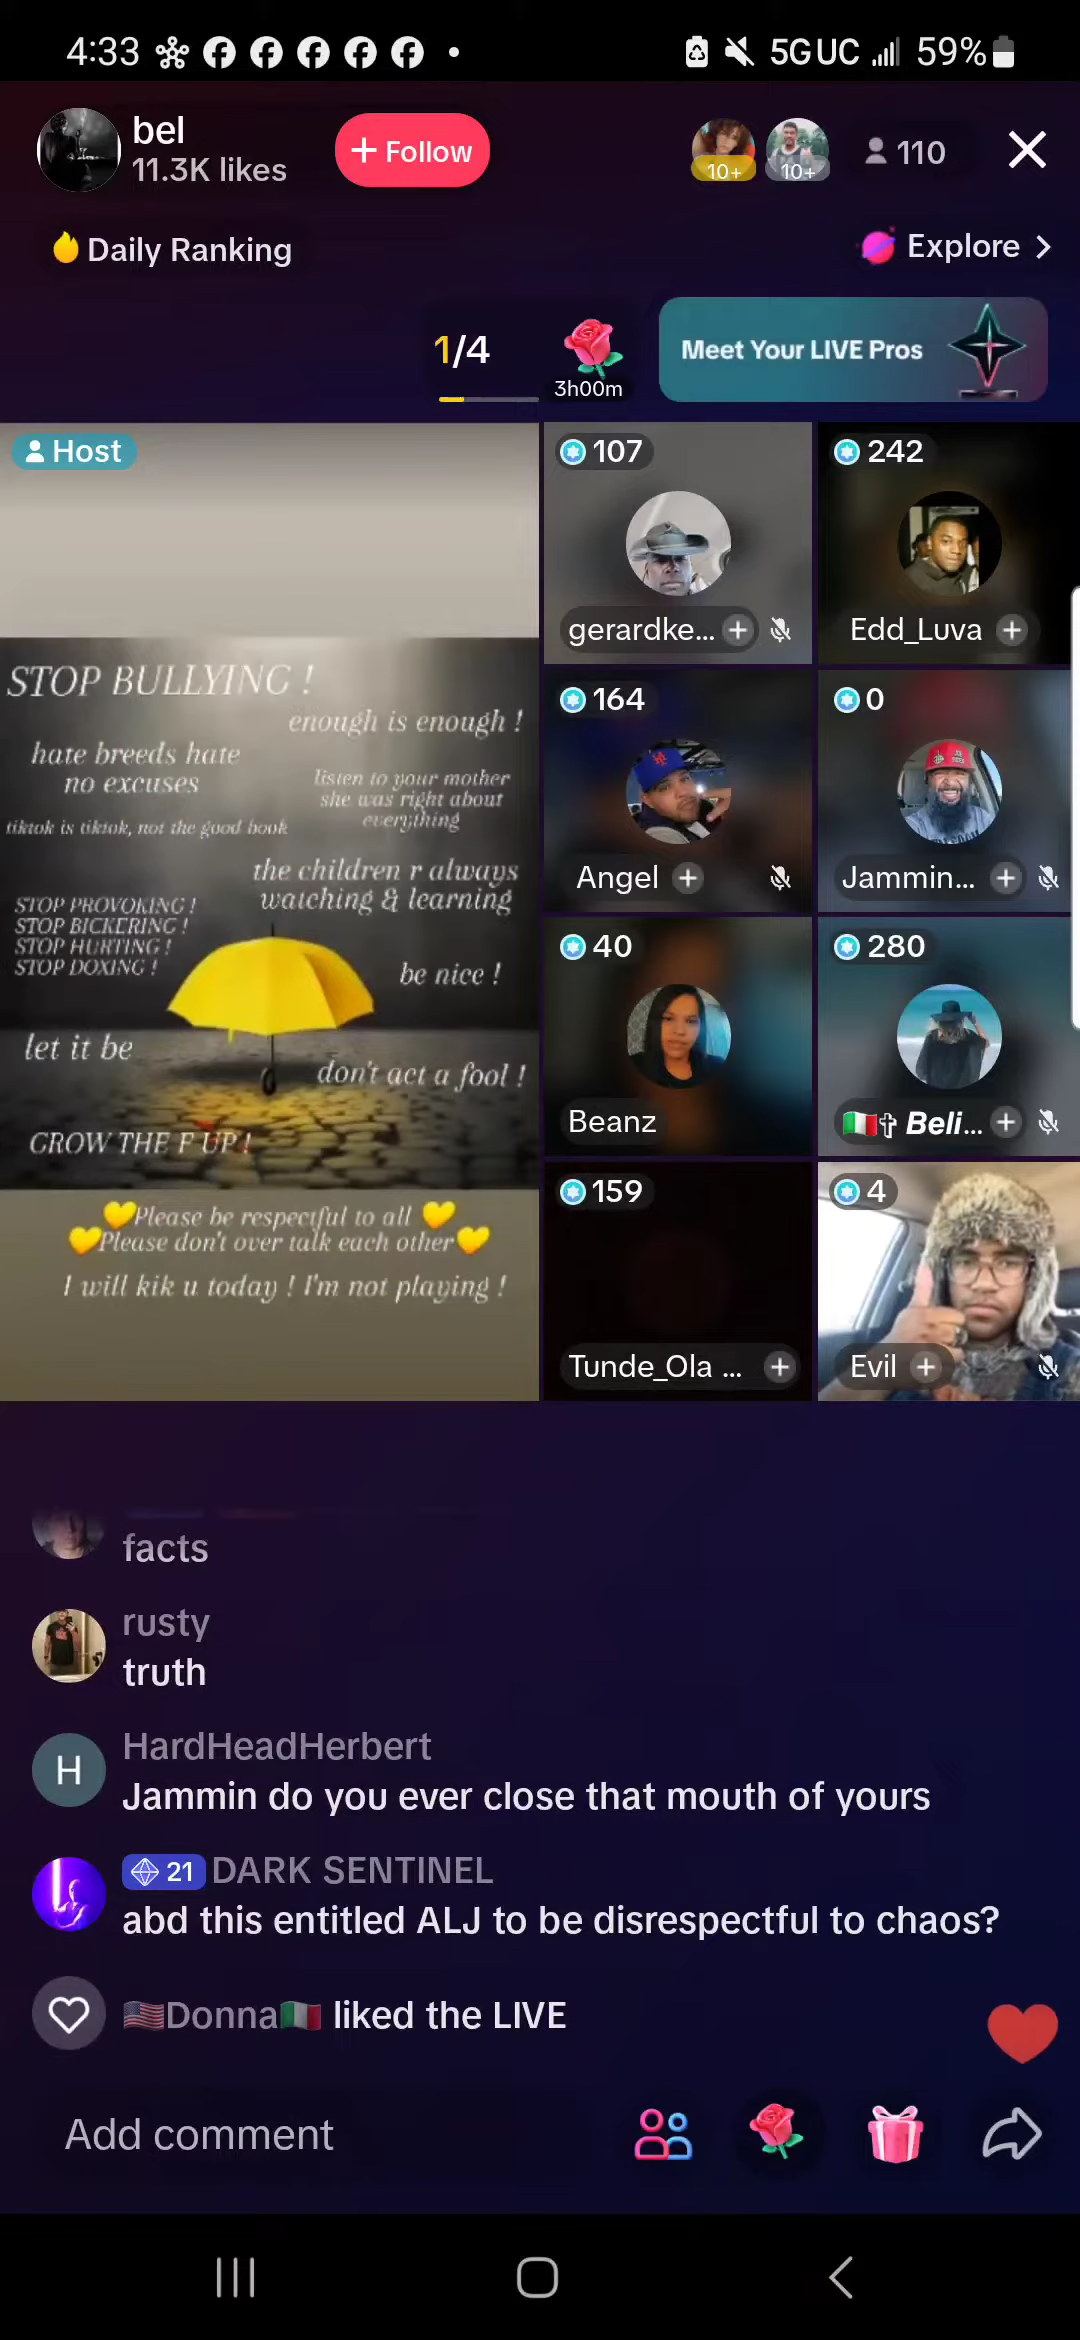 4:33
5G UC
59%
bel
11.3K likes
+ Follow
10+
10+
110
Daily Ranking
Explore >
1/4
3h00m
Meet Your LIVE Pros
Host
STOP BULLYING !
enough is enough !
hate breeds hate
no excuses
listen to your mother
she was right about
everything
tiktok is tiktok, not the good book
the children r always
watching & learning
STOP PROVOKING !
STOP BICKERING !
STOP HURTING !
STOP DOXING !
be nice !
let it be
don't act a fool !
GROW THE F UP !
💛Please be respectful to all 💛
💛Please don't over talk each other💛
I will kik u today ! I'm not playing !
107
gerardke...
242
Edd_Luva
164
Angel
0
Jammin...
40
Beanz
280
🇮🇹✞ Beli...
159
Tunde_Ola ...
4
Evil
facts
rusty
truth
H
HardHeadHerbert
Jammin do you ever close that mouth of yours
21 DARK SENTINEL
abd this entitled ALJ to be disrespectful to chaos?
🇺🇸Donna🇮🇹 liked the LIVE
Add comment